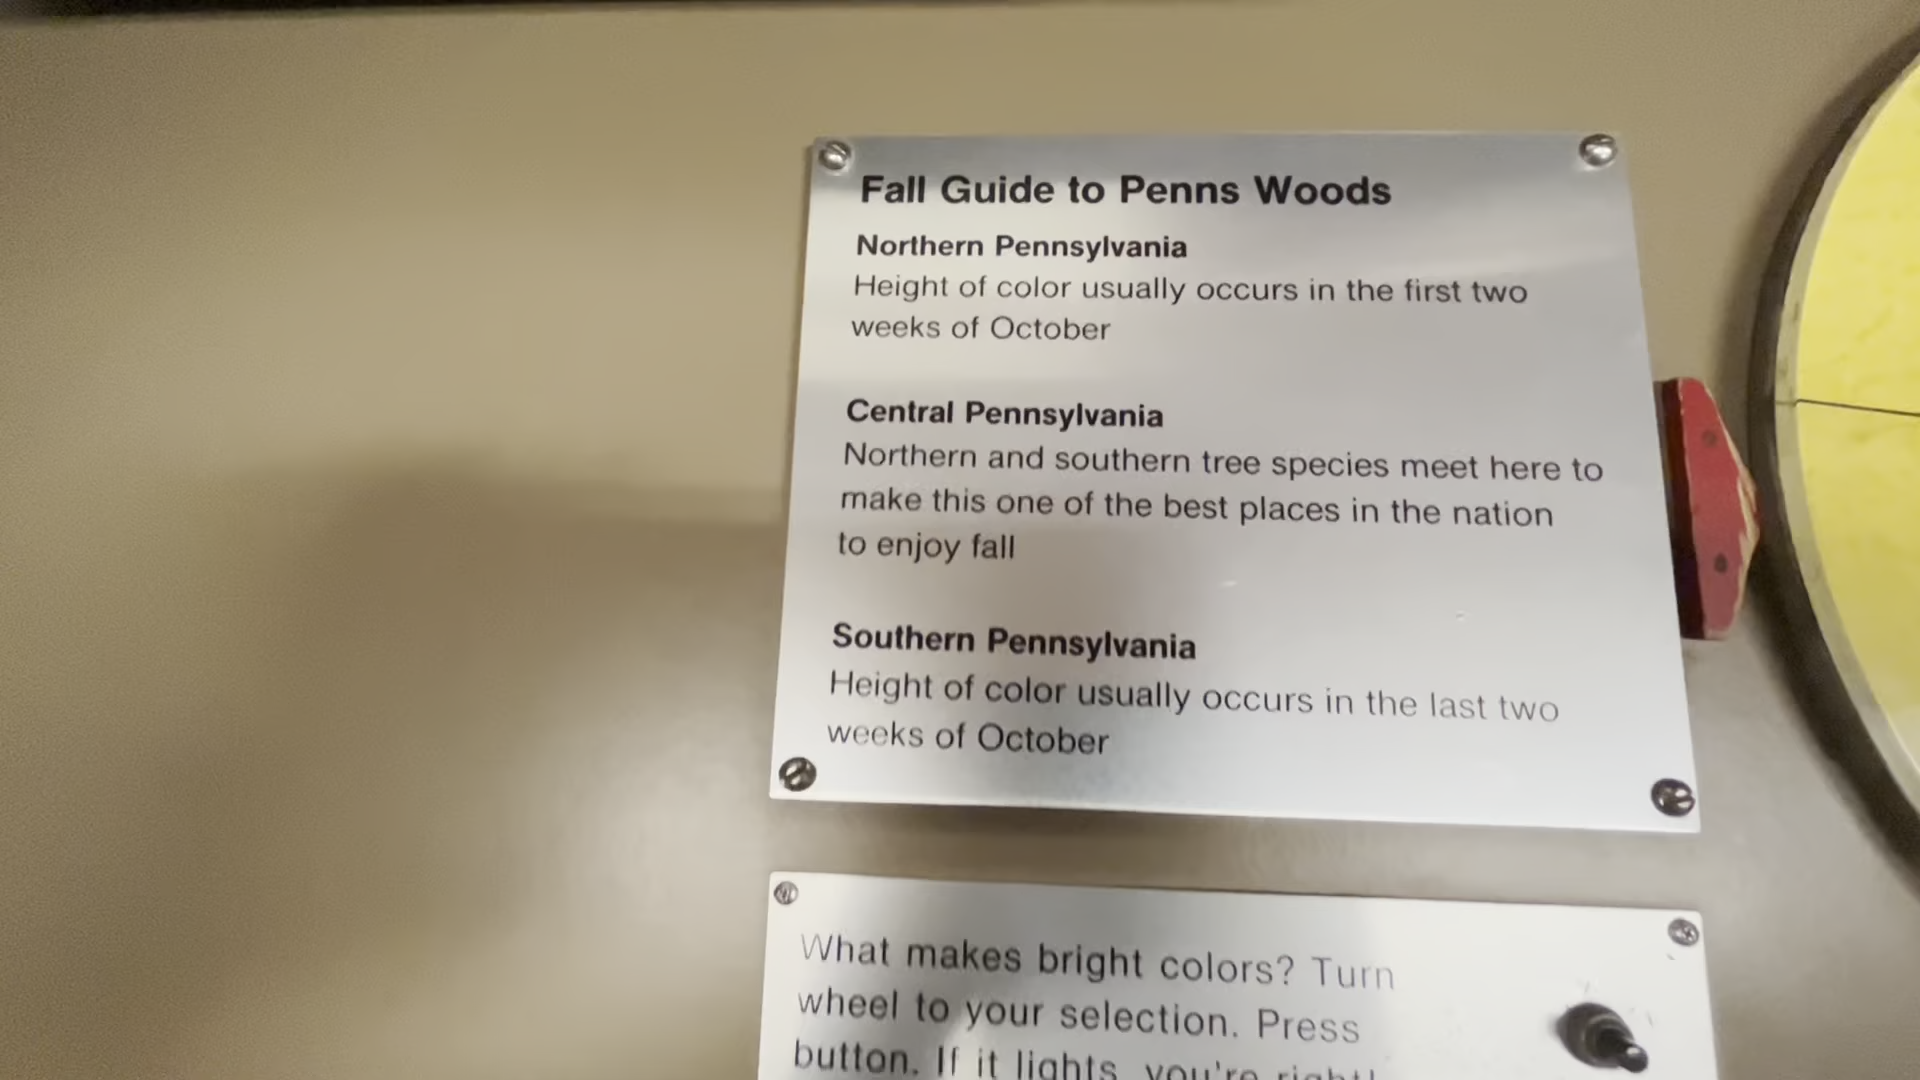 Fall Guide to Penns Woods
Northern Pennsylvania
Height of color usually occurs in the first two
weeks of October
Central Pennsylvania
Northern and southern tree species meet here to
make this one of the best places in the nation
to enjoy fall
Southern Pennsylvania
Height of color usually occurs in the last two
weeks of October
What makes bright colors? Turn
wheel to your selection. Press
button. If it lights, you're right!